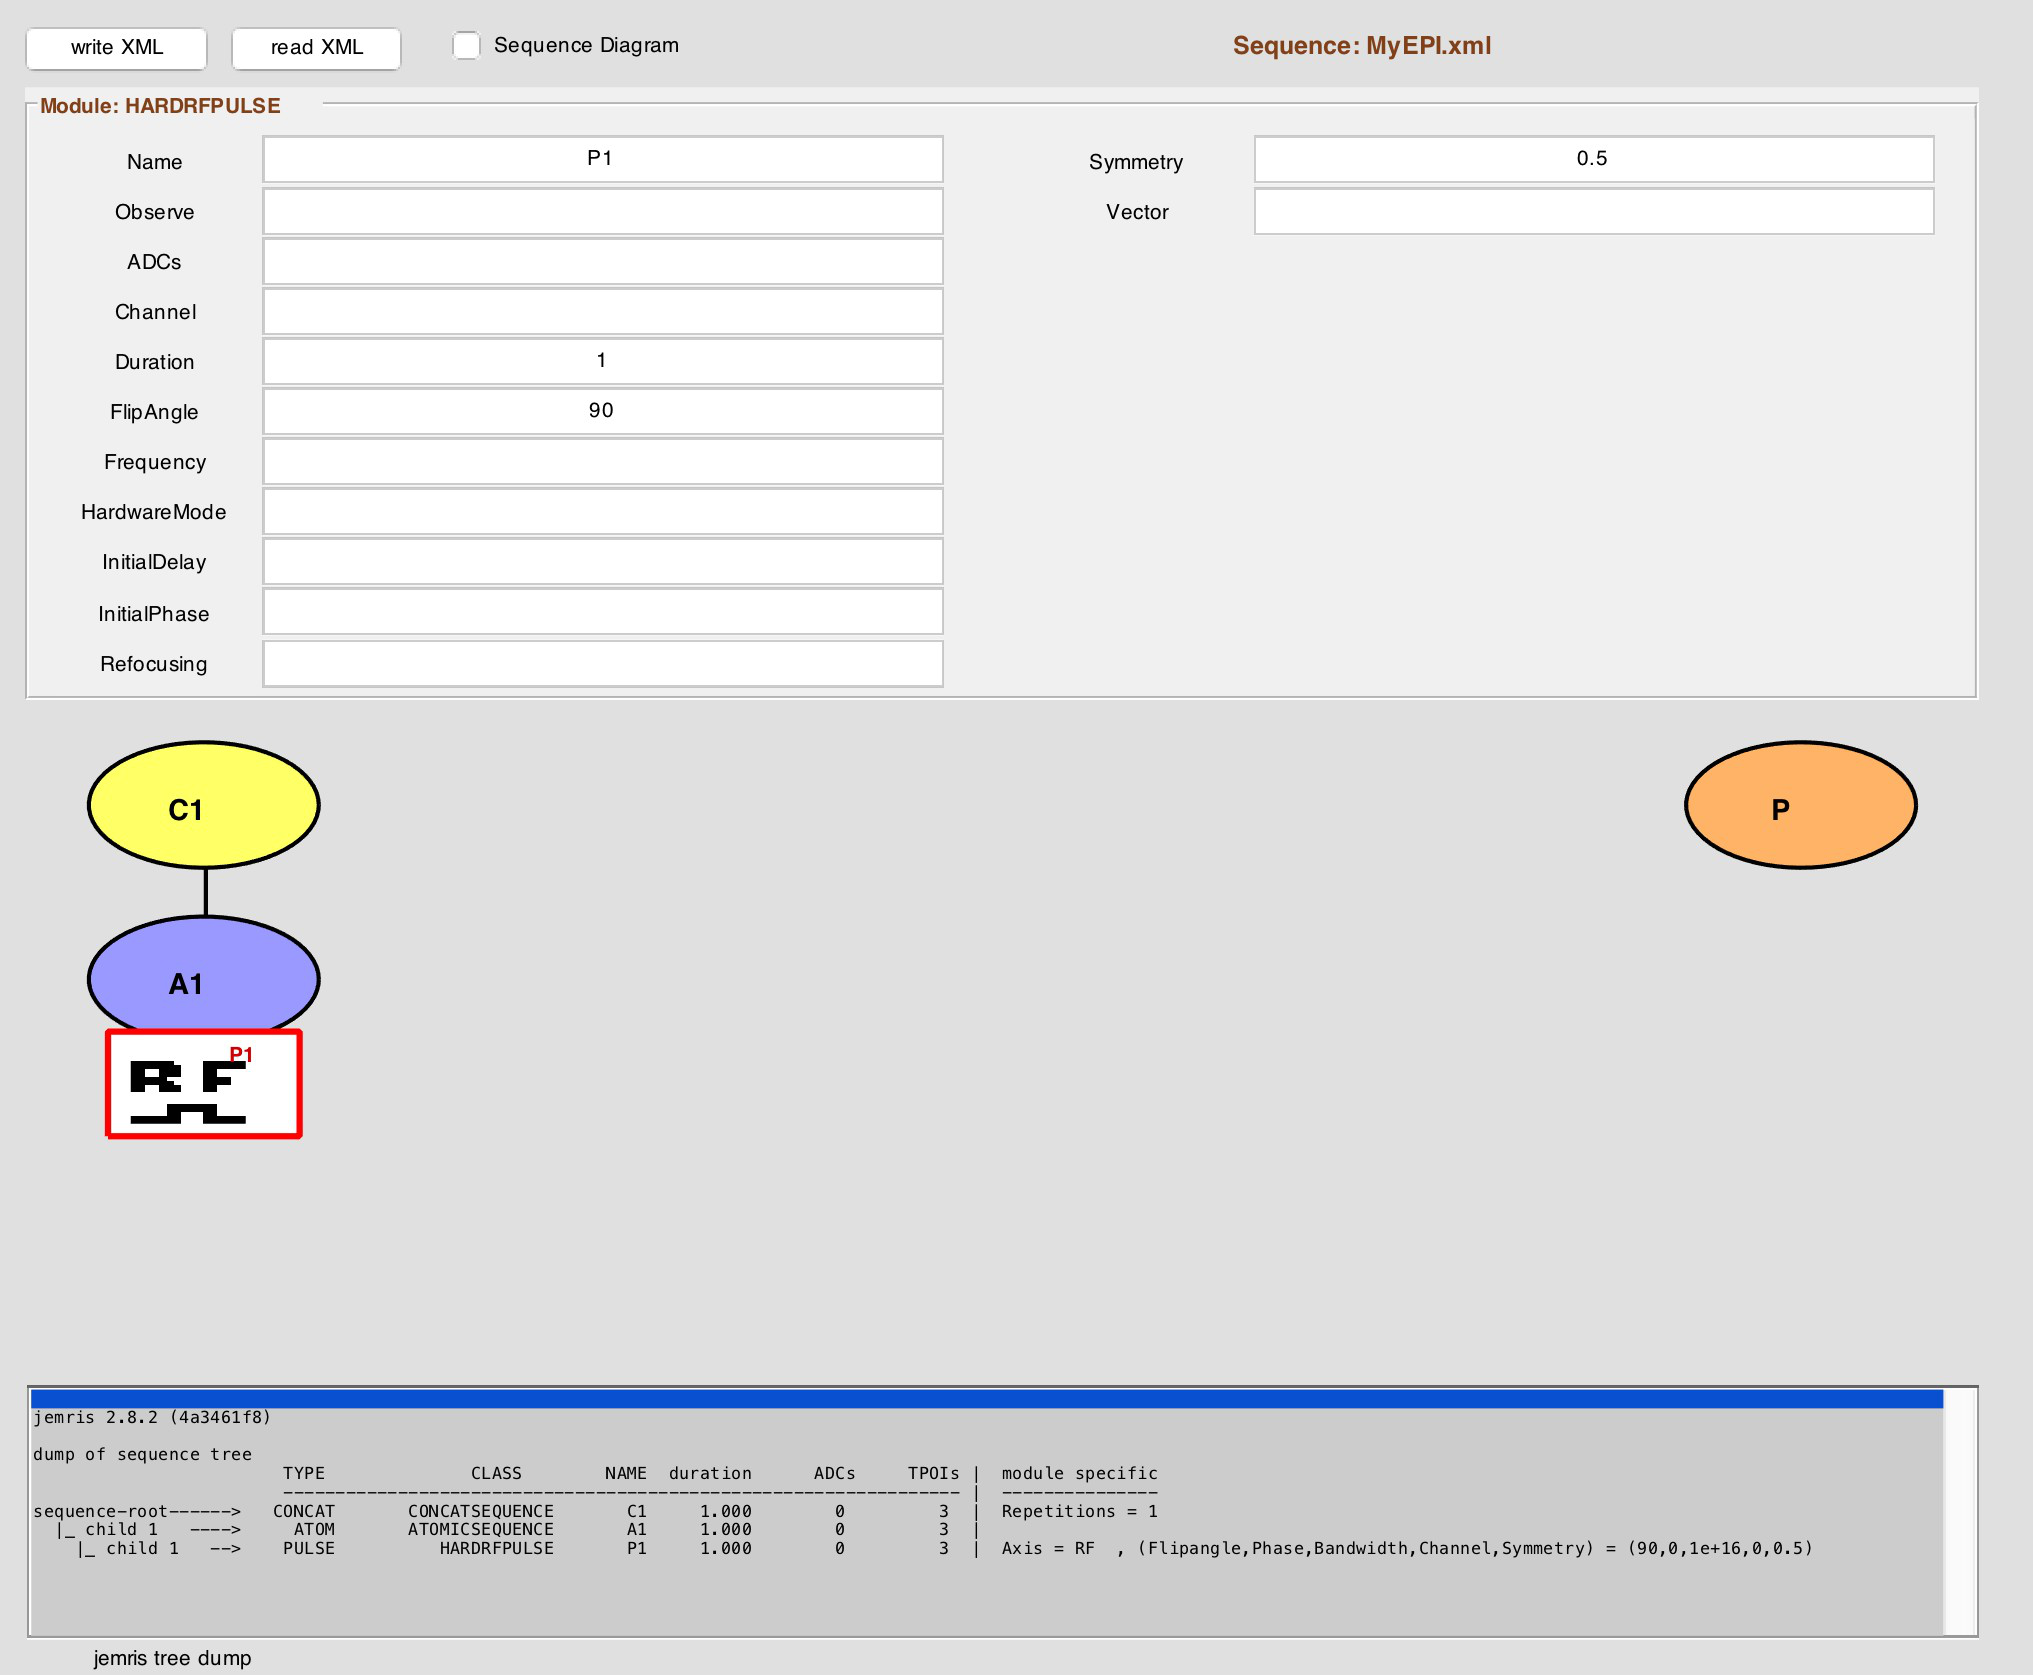 write XML read XML Sequence Diagram Sequence: MyEPI.xml
Module: HARDRFPULSE
Name P1 Symmetry 0.5
Observe Vector
ADCs
Channel
Duration 1
FlipAngle 90
Frequency
HardwareMode
InitialDelay
InitialPhase
Refocusing
C1 P
A1
P1
RF
jemris 2.8.2 (4a3461f8)
dump of sequence tree
TYPE CLASS NAME duration ADCs TPOIs | module specific
----------------------------------------------------------------- | ---------------
sequence-root------> CONCAT CONCATSEQUENCE C1 1.000 0 3 | Repetitions = 1
|_ child 1 ----> ATOM ATOMICSEQUENCE A1 1.000 0 3 |
|_ child 1 --> PULSE HARDRFPULSE P1 1.000 0 3 | Axis = RF , (Flipangle,Phase,Bandwidth,Channel,Symmetry) = (90,0,1e+16,0,0.5)
jemris tree dump